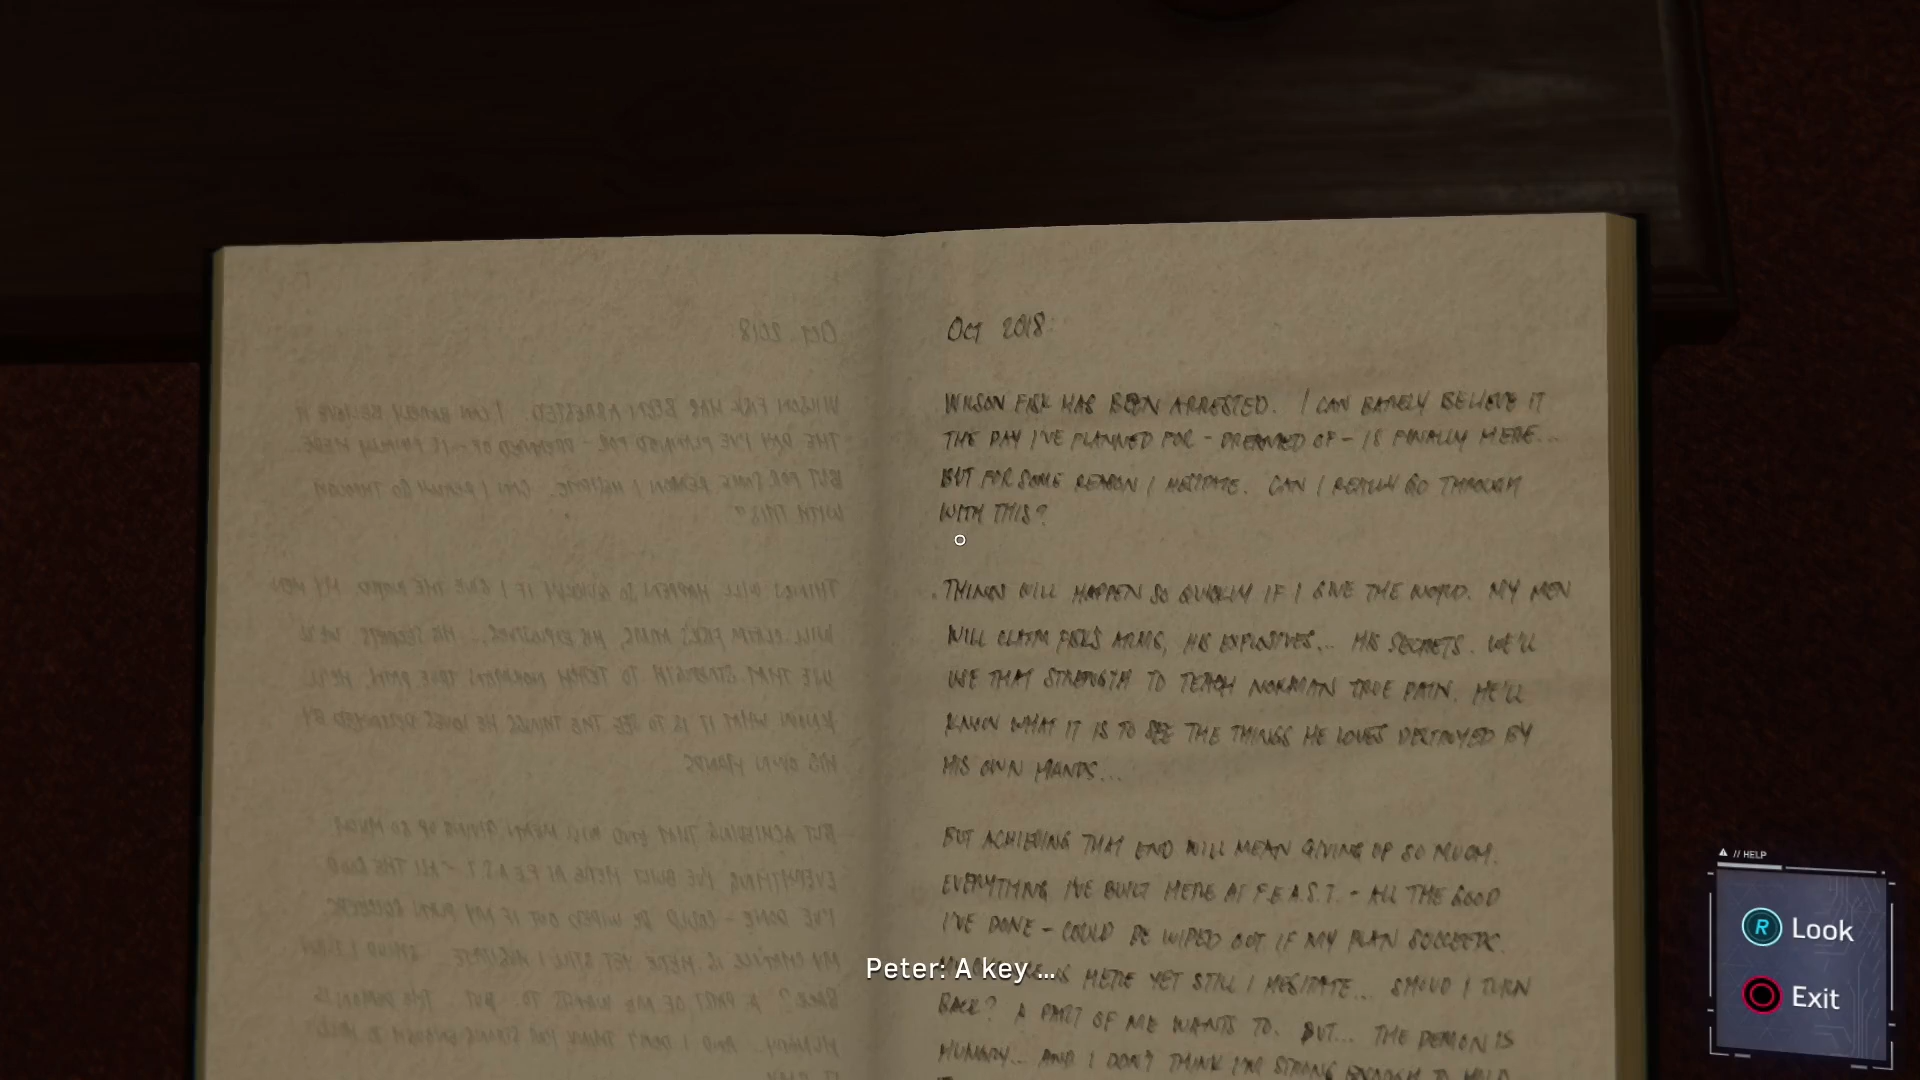 Oct 2018:
WILSON FISK HAS BEEN ARRESTED. I CAN BARELY BELIEVE IT
THE DAY I'VE PLANNED FOR - DREAMED OF - IS FINALLY HERE...
BUT FOR SOME REASON I HESITATE. CAN I REALLY GO THROUGH
WITH THIS?
THINGS WILL HAPPEN SO QUICKLY IF I GIVE THE WORD. MY MEN
WILL CLAIM FISK'S ARMS, HIS EXPLOSIVES... HIS SECRETS. WE'LL
USE THAT STRENGTH TO TEACH NORMAN TRUE PAIN. HE'LL
KNOW WHAT IT IS TO SEE THE THINGS HE LOVES DESTROYED BY
HIS OWN HANDS...
BUT ACHIEVING THAT END WILL MEAN GIVING UP SO MUCH.
EVERYTHING I'VE BUILT HERE AT F.E.A.S.T. - ALL THE GOOD
I'VE DONE - COULD BE WIPED OUT IF MY PLAN SUCCEEDS.
IS HERE YET STILL I HESITATE... SHOULD I TURN
BACK? A PART OF ME WANTS TO. BUT... THE DEMON IS
HUNGRY... AND I DON'T THINK I'M STRONG ENOUGH TO HOLD
Peter: A key ...
// HELP
R Look
Exit